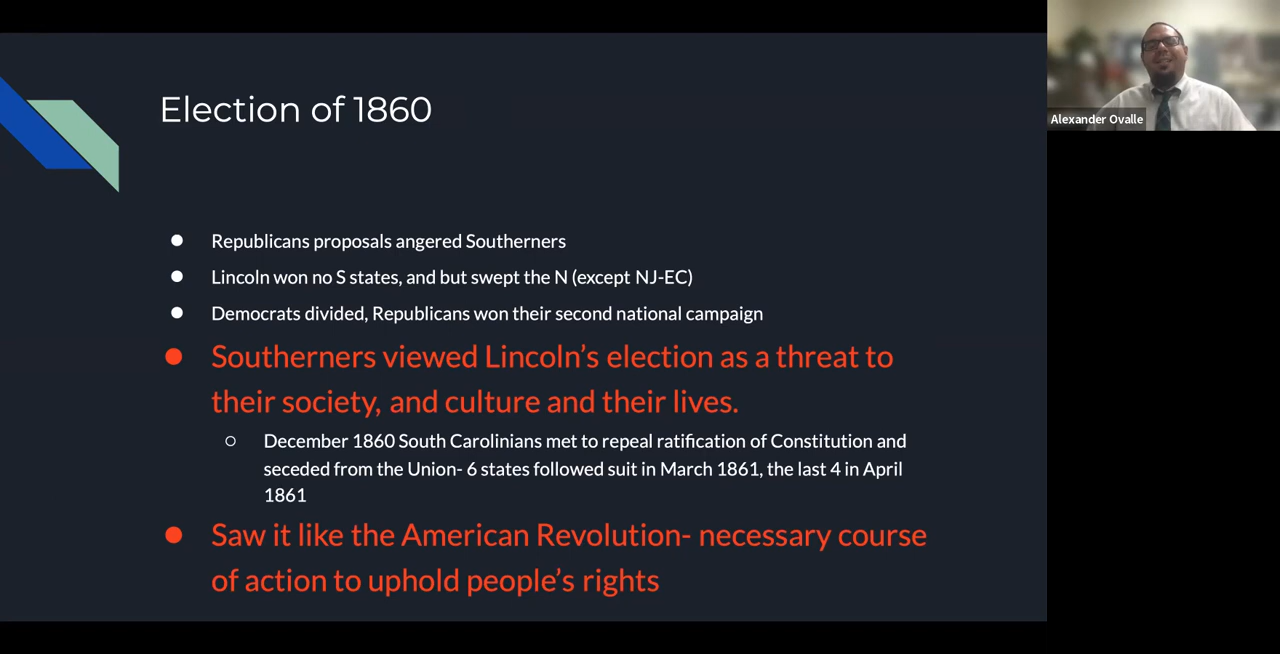 Election of 1860
Alexander Ovalle
Republicans proposals angered Southerners
Lincoln won no S states, and but swept the N (except NJ-EC)
Democrats divided, Republicans won their second national campaign
Southerners viewed Lincoln's election as a threat to
their society, and culture and their lives.
December 1860 South Carolinians met to repeal ratification of Constitution and
seceded from the Union- 6 states followed suit in March 1861, the last 4 in April
1861
Saw it like the American Revolution- necessary course
of action to uphold people's rights